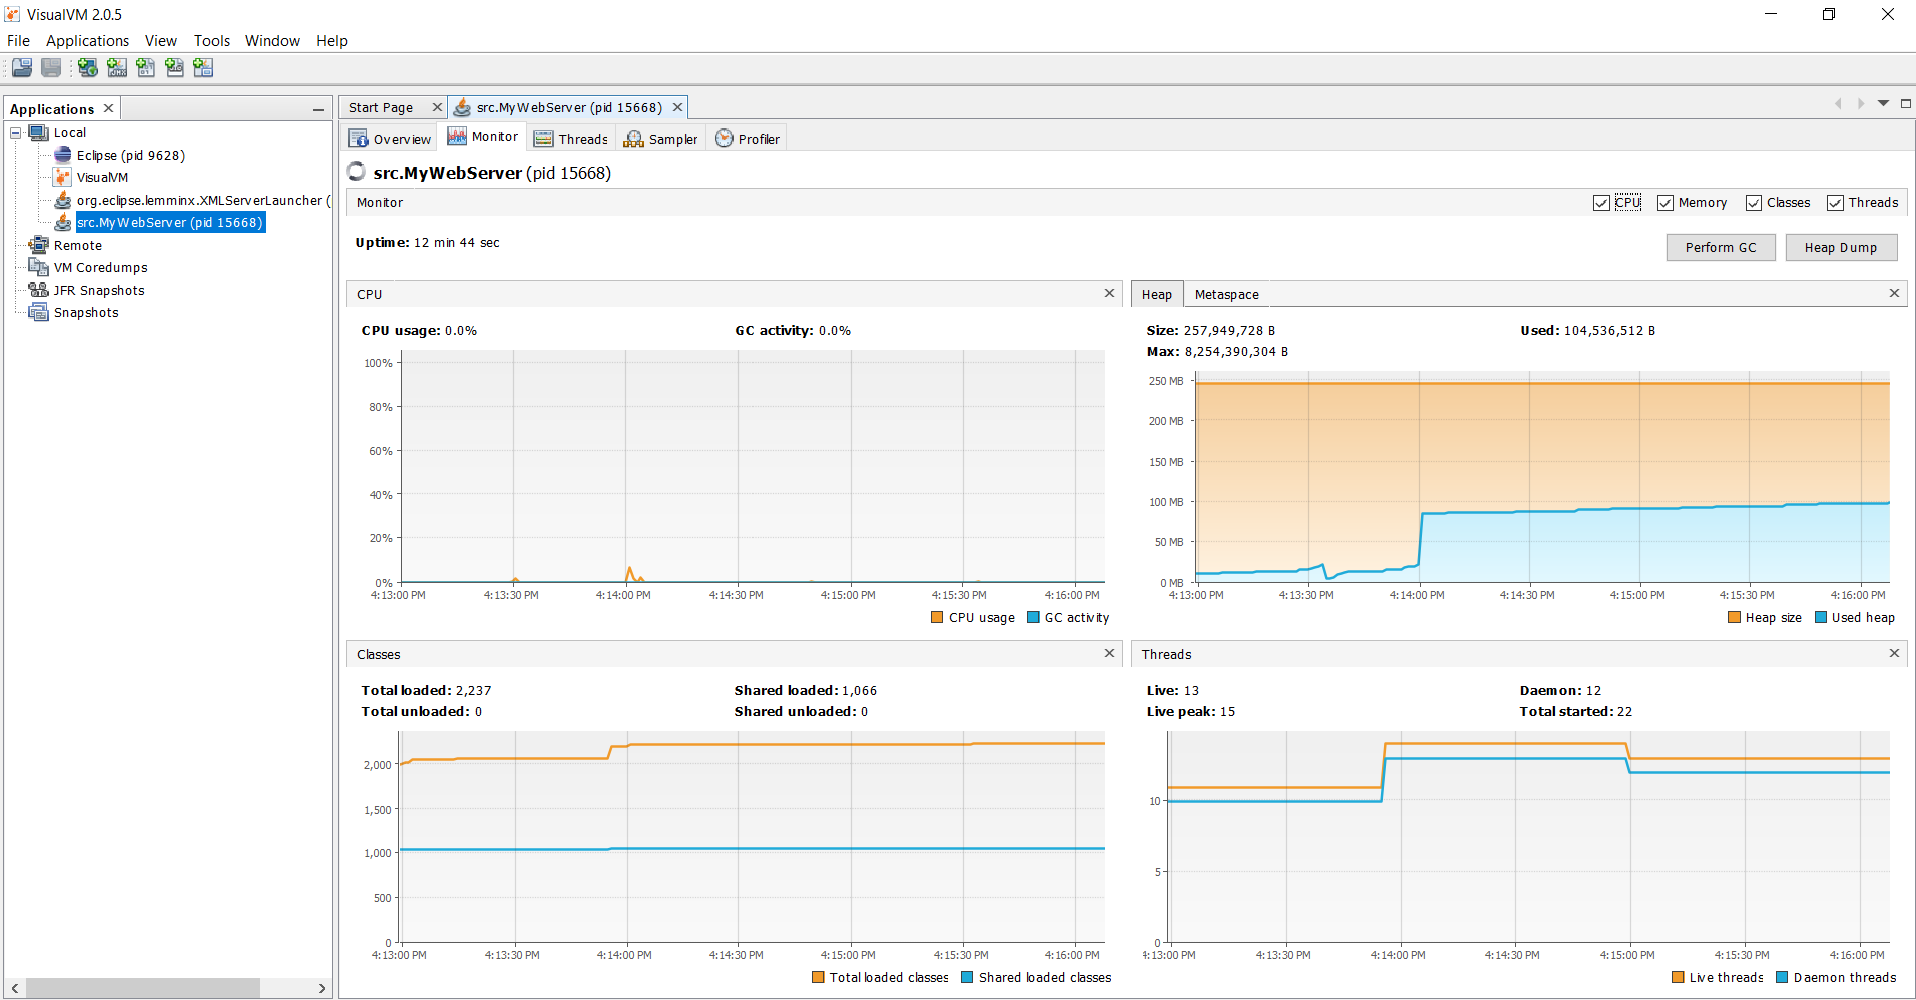 VisualVM 2.0.5
File Applications View Tools Window Help
Applications
Local
Eclipse (pid 9628)
VisualVM
org.eclipse.lemminx.XMLServerLauncher (
src.MyWebServer (pid 15668)
Remote
VM Coredumps
JFR Snapshots
Snapshots
Start Page src.MyWebServer (pid 15668)
Overview Monitor Threads Sampler Profiler
src.MyWebServer (pid 15668)
Monitor CPU Memory Classes Threads
Uptime: 12 min 44 sec
Perform GC Heap Dump
CPU
CPU usage: 0.0% GC activity: 0.0%
100%
80%
60%
40%
20%
0%
4:13:00 PM 4:13:30 PM 4:14:00 PM 4:14:30 PM 4:15:00 PM 4:15:30 PM 4:16:00 PM
CPU usage GC activity
Heap Metaspace
Size: 257,949,728 B Used: 104,536,512 B
Max: 8,254,390,304 B
250 MB
200 MB
150 MB
100 MB
50 MB
0 MB
4:13:00 PM 4:13:30 PM 4:14:00 PM 4:14:30 PM 4:15:00 PM 4:15:30 PM 4:16:00 PM
Heap size Used heap
Classes
Total loaded: 2,237 Shared loaded: 1,066
Total unloaded: 0 Shared unloaded: 0
2,000
1,500
1,000
500
0
4:13:00 PM 4:13:30 PM 4:14:00 PM 4:14:30 PM 4:15:00 PM 4:15:30 PM 4:16:00 PM
Total loaded classes Shared loaded classes
Threads
Live: 13 Daemon: 12
Live peak: 15 Total started: 22
10
5
0
4:13:00 PM 4:13:30 PM 4:14:00 PM 4:14:30 PM 4:15:00 PM 4:15:30 PM 4:16:00 PM
Live threads Daemon threads